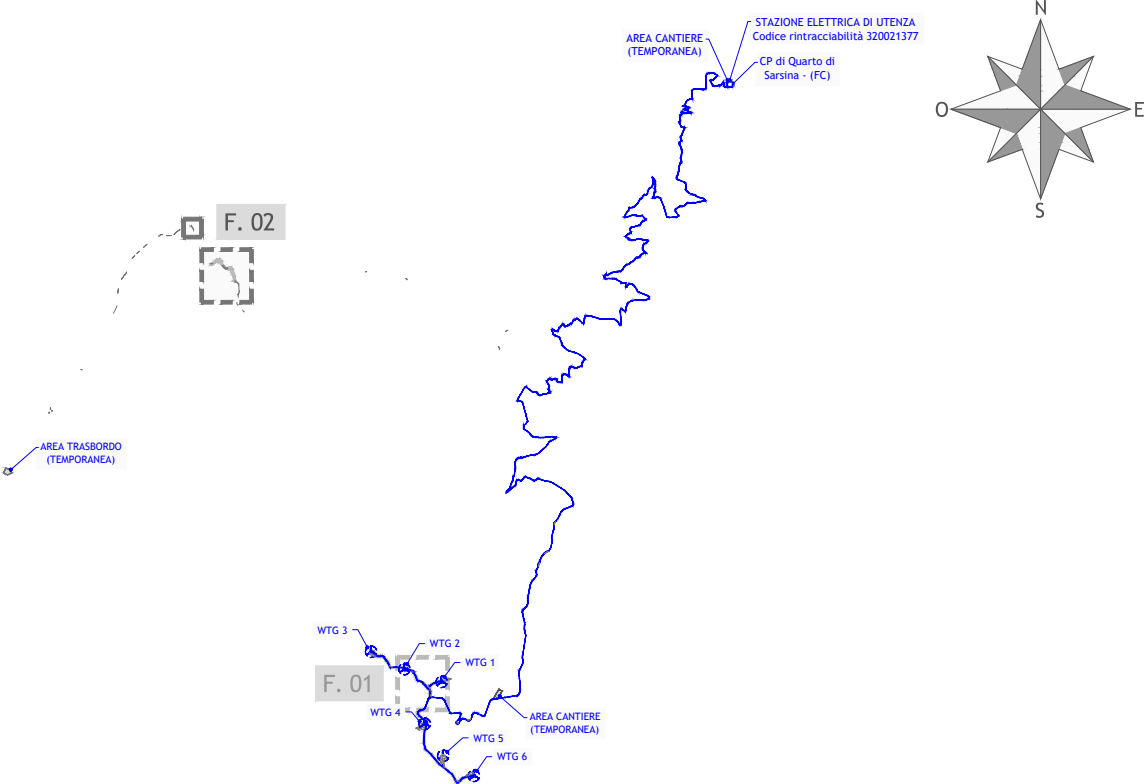 N
STAZIONE ELETTRICA DI UTENZA
Codice rintracciabilità 320021377
AREA CANTIERE
(TEMPORANEA)
CP di Quarto di
Sarsina - (FC)
O
E
S
F. 02
AREA TRASBORDO
(TEMPORANEA)
WTG 3
WTG 2
WTG 1
F. 01
WTG 4
AREA CANTIERE
(TEMPORANEA)
WTG 5
WTG 6